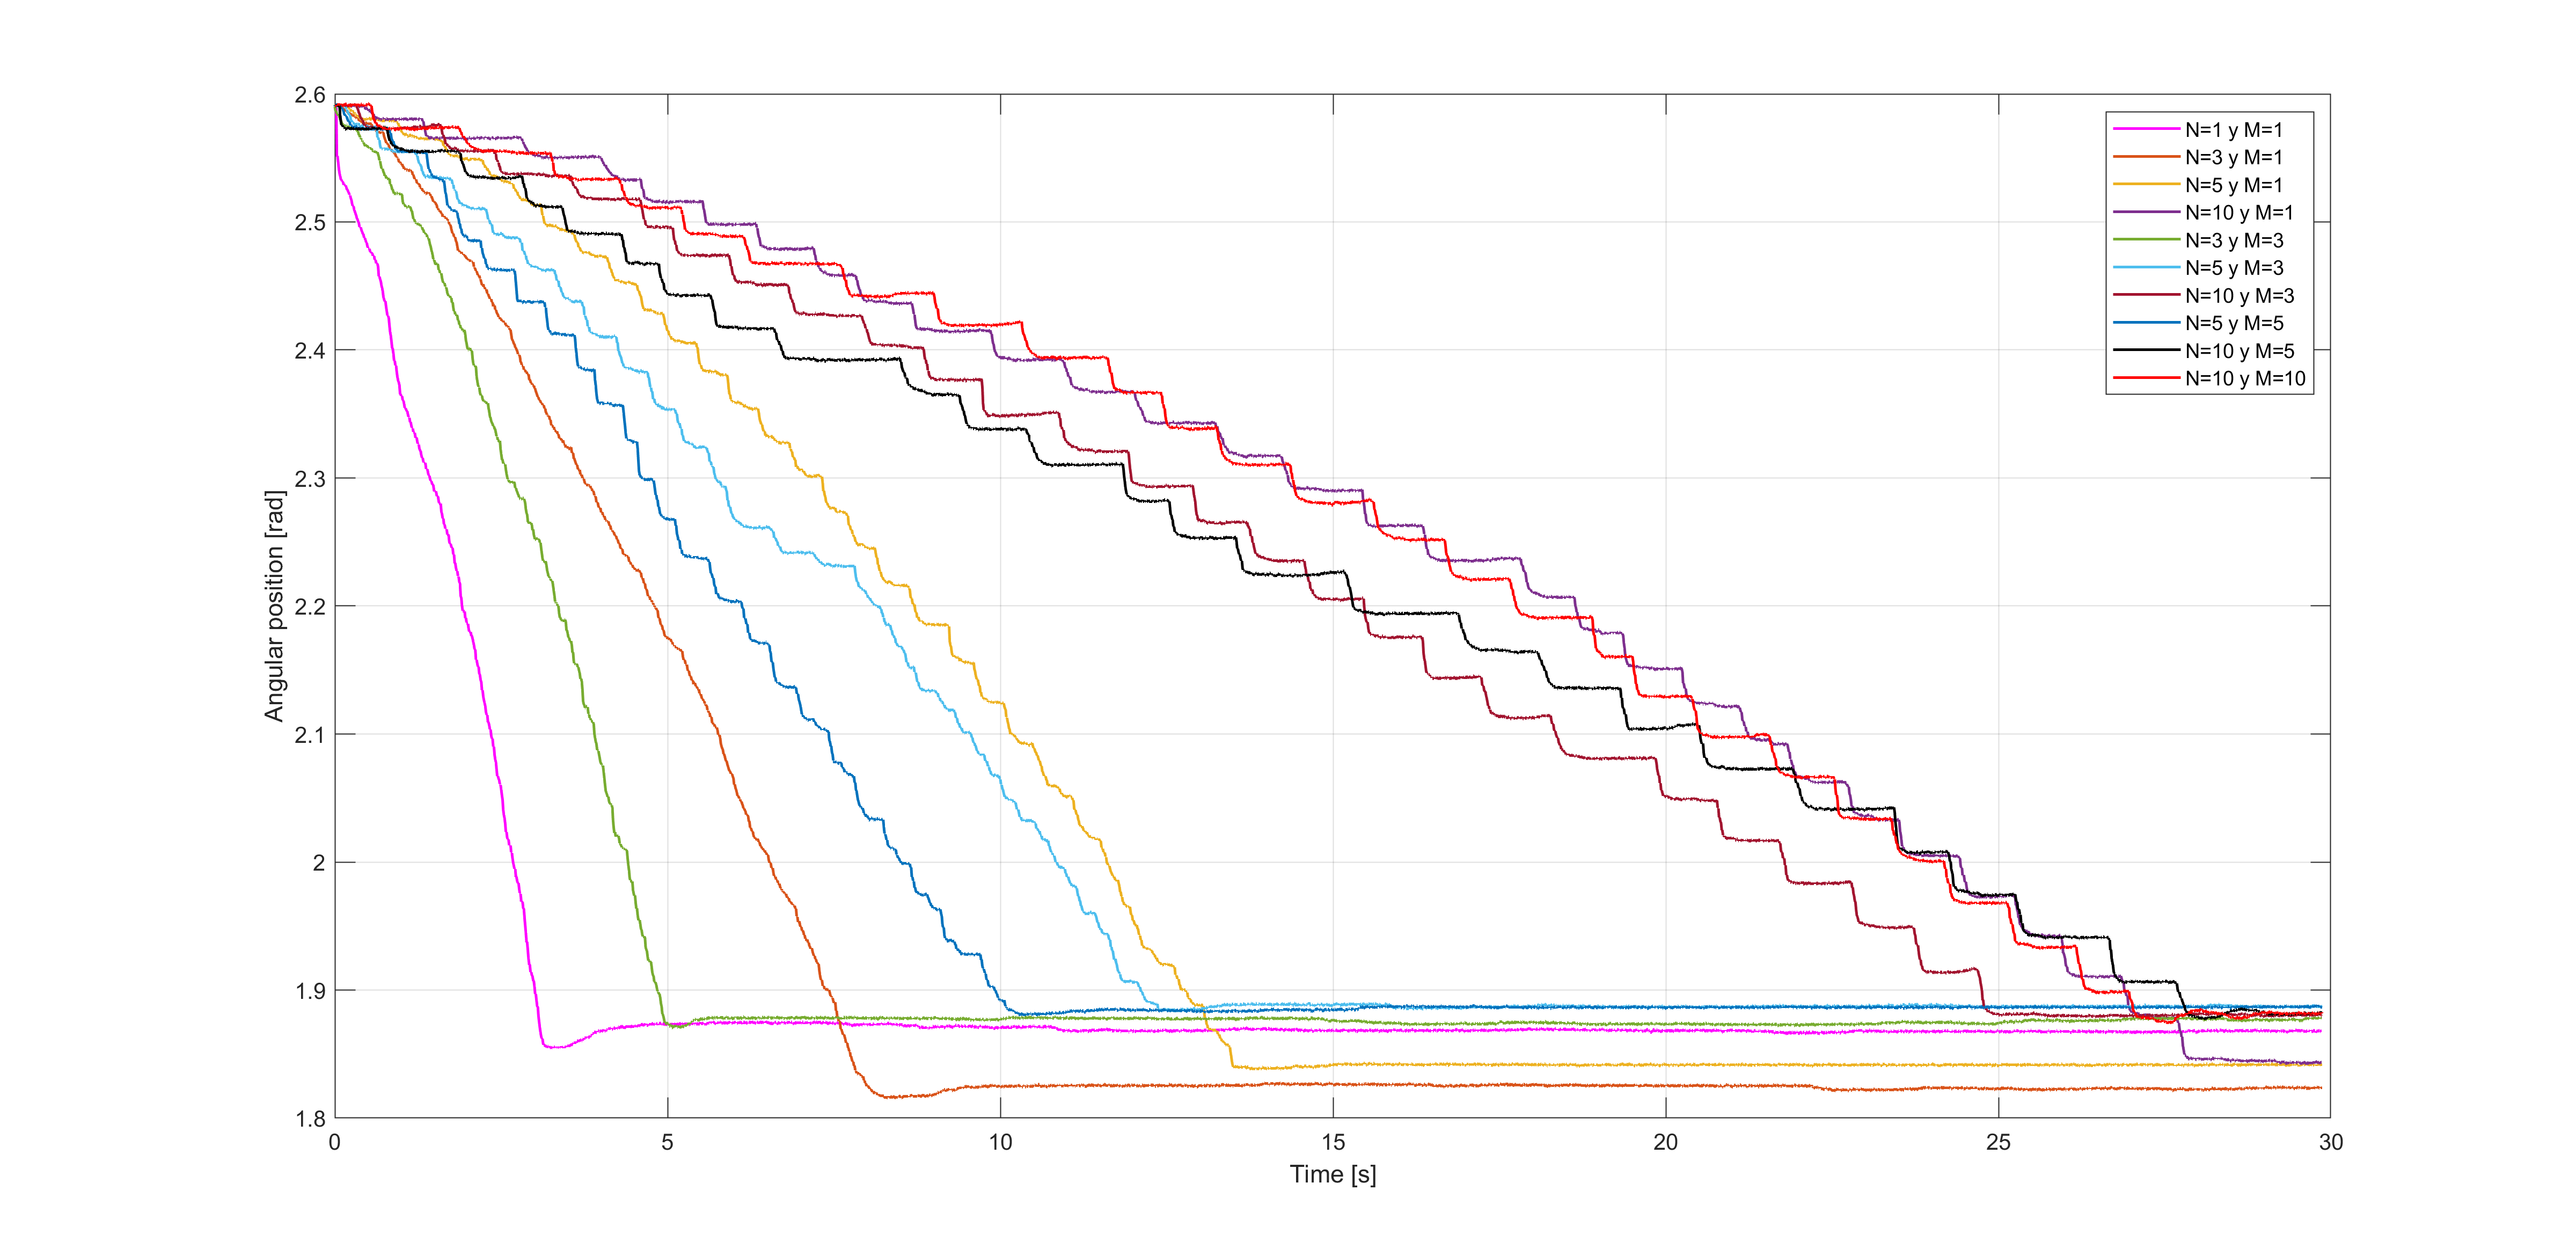 2.6
2.5
2.4
2.3
2.2
2.1
2
1.9
1.8
Angular position [rad]
0 5 10 15 20 25 30
Time [s]
N=1 y M=1
N=3 y M=1
N=5 y M=1
N=10 y M=1
N=3 y M=3
N=5 y M=3
N=10 y M=3
N=5 y M=5
N=10 y M=5
N=10 y M=10